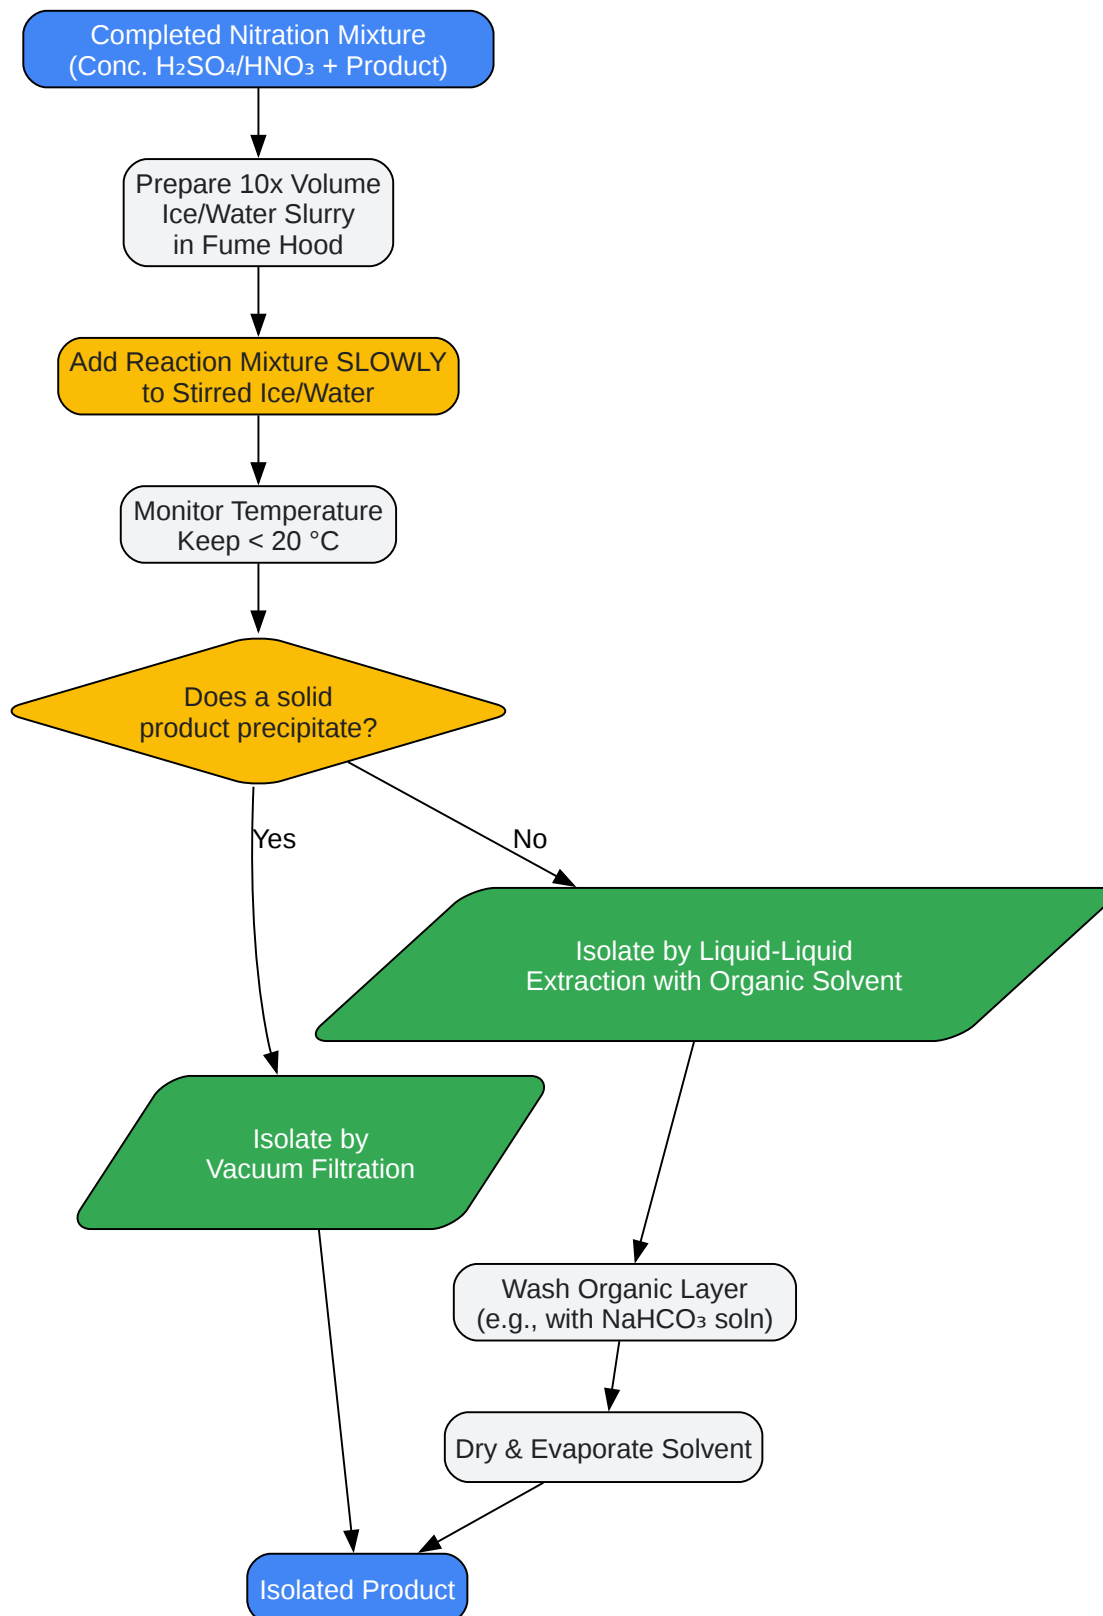 Completed Nitration Mixture
(Conc. H₂SO₄/HNO₃ + Product)
Prepare 10x Volume
Ice/Water Slurry
in Fume Hood
Add Reaction Mixture SLOWLY
to Stirred Ice/Water
Monitor Temperature
Keep < 20 °C
Does a solid
product precipitate?
Yes
No
Isolate by Liquid-Liquid
Extraction with Organic Solvent
Isolate by
Vacuum Filtration
Wash Organic Layer
(e.g., with NaHCO₃ soln)
Dry & Evaporate Solvent
Isolated Product